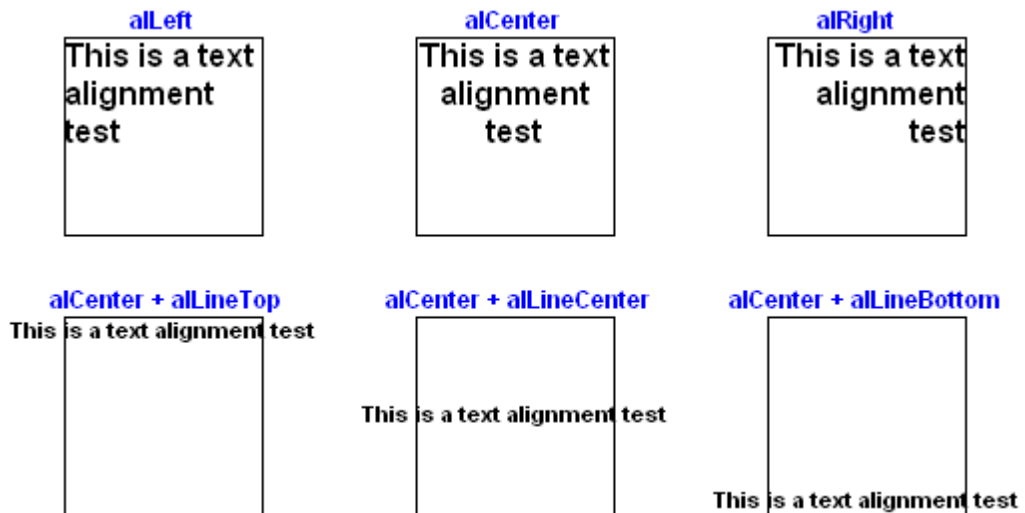 alLeft
This is a text
alignment
test
alCenter
This is a text
alignment
test
alRight
This is a text
alignment
test
alCenter + alLineTop
This is a text alignment test
alCenter + alLineCenter
This is a text alignment test
alCenter + alLineBottom
This is a text alignment test